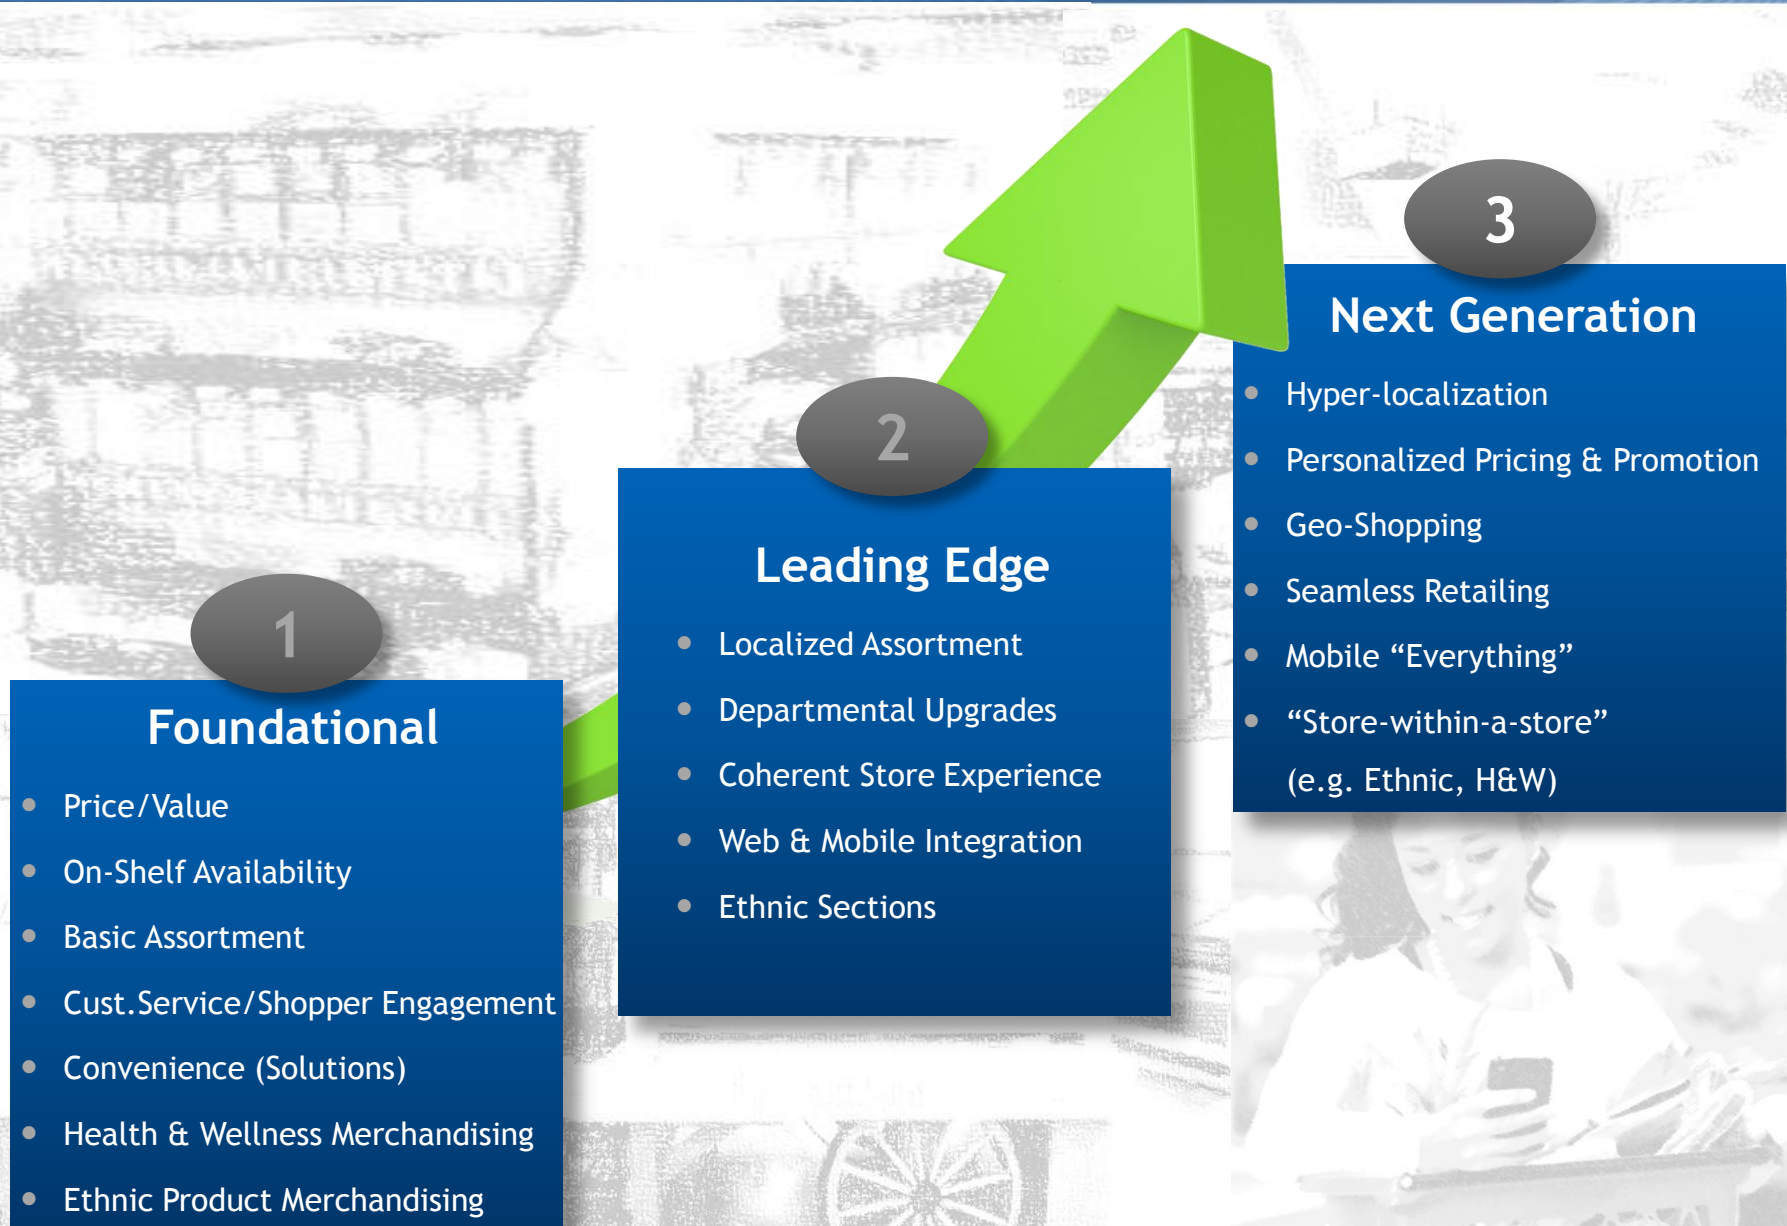 1
Foundational
Price/Value
On-Shelf Availability
Basic Assortment
Cust.Service/Shopper Engagement
Convenience (Solutions)
Health & Wellness Merchandising
Ethnic Product Merchandising
2
Leading Edge
Localized Assortment
Departmental Upgrades
Coherent Store Experience
Web & Mobile Integration
Ethnic Sections
3
Next Generation
Hyper-localization
Personalized Pricing & Promotion
Geo-Shopping
Seamless Retailing
Mobile “Everything”
“Store-within-a-store”
(e.g. Ethnic, H&W)